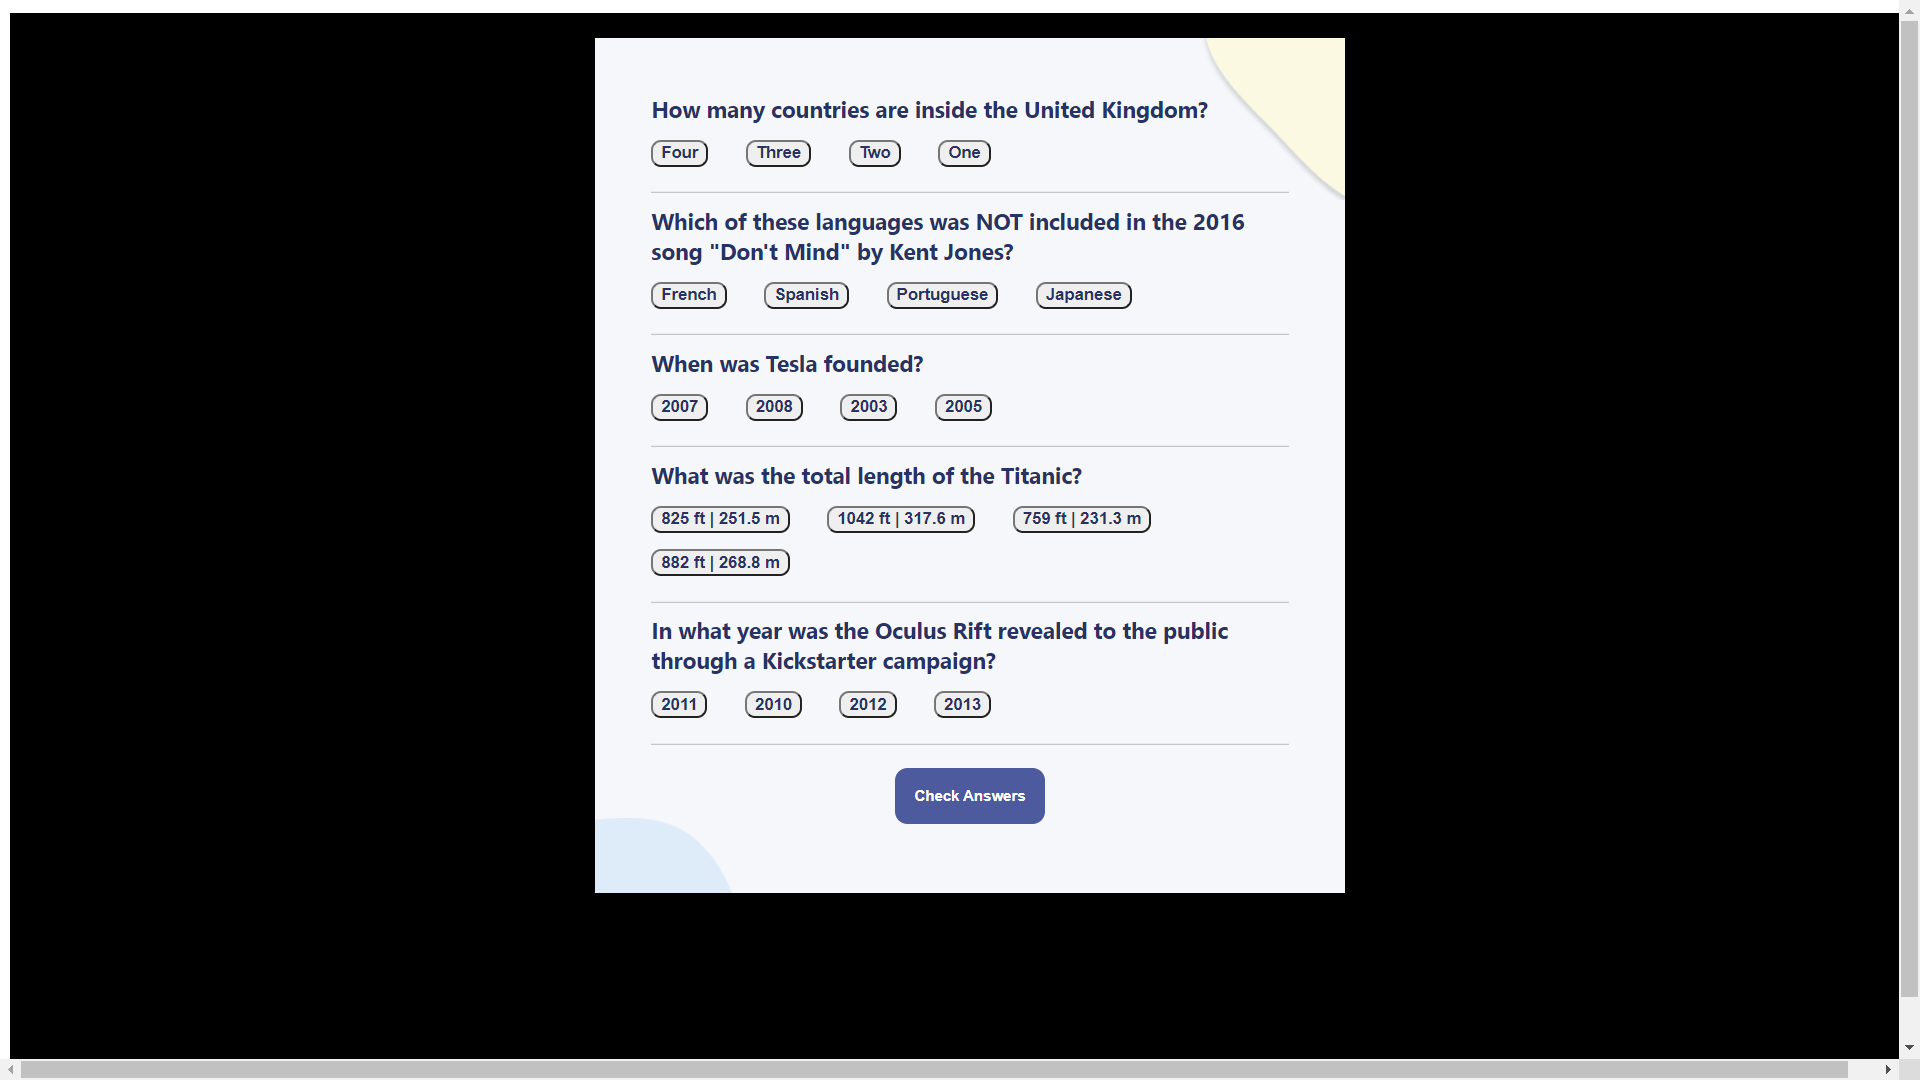 How many countries are inside the United Kingdom?
Four Three Two One
Which of these languages was NOT included in the 2016
song "Don't Mind" by Kent Jones?
French Spanish Portuguese Japanese
When was Tesla founded?
2007 2008 2003 2005
What was the total length of the Titanic?
825 ft | 251.5 m 1042 ft | 317.6 m 759 ft | 231.3 m
882 ft | 268.8 m
In what year was the Oculus Rift revealed to the public
through a Kickstarter campaign?
2011 2010 2012 2013
Check Answers